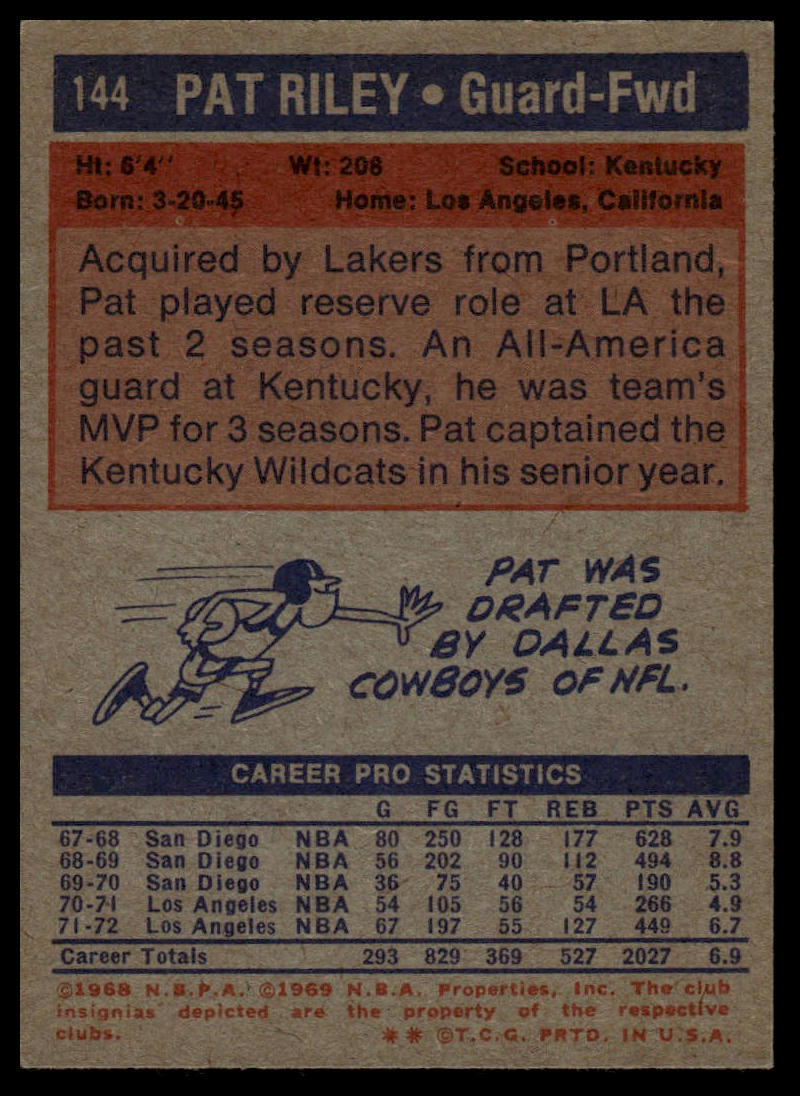 144 PAT RILEY • Guard-Fwd
Ht: 6'4" Wt: 208 School: Kentucky
Born: 3-20-45 Home: Los Angeles, California
Acquired by Lakers from Portland,
Pat played reserve role at LA the
past 2 seasons. An All-America
guard at Kentucky, he was team's
MVP for 3 seasons. Pat captained the
Kentucky Wildcats in his senior year.
PAT WAS
DRAFTED
BY DALLAS
COWBOYS OF NFL.
CAREER PRO STATISTICS
G FG FT REB PTS AVG
67-68 San Diego NBA 80 250 128 177 628 7.9
68-69 San Diego NBA 56 202 90 112 494 8.8
69-70 San Diego NBA 36 75 40 57 190 5.3
70-71 Los Angeles NBA 54 105 56 54 266 4.9
71-72 Los Angeles NBA 67 197 55 127 449 6.7
Career Totals 293 829 369 527 2027 6.9
©1968 N.B.P.A. ©1969 N.B.A. Properties, Inc. The club
insignias depicted are the property of the respective
clubs. ** ©T.C.G. PRTD. IN U.S.A.